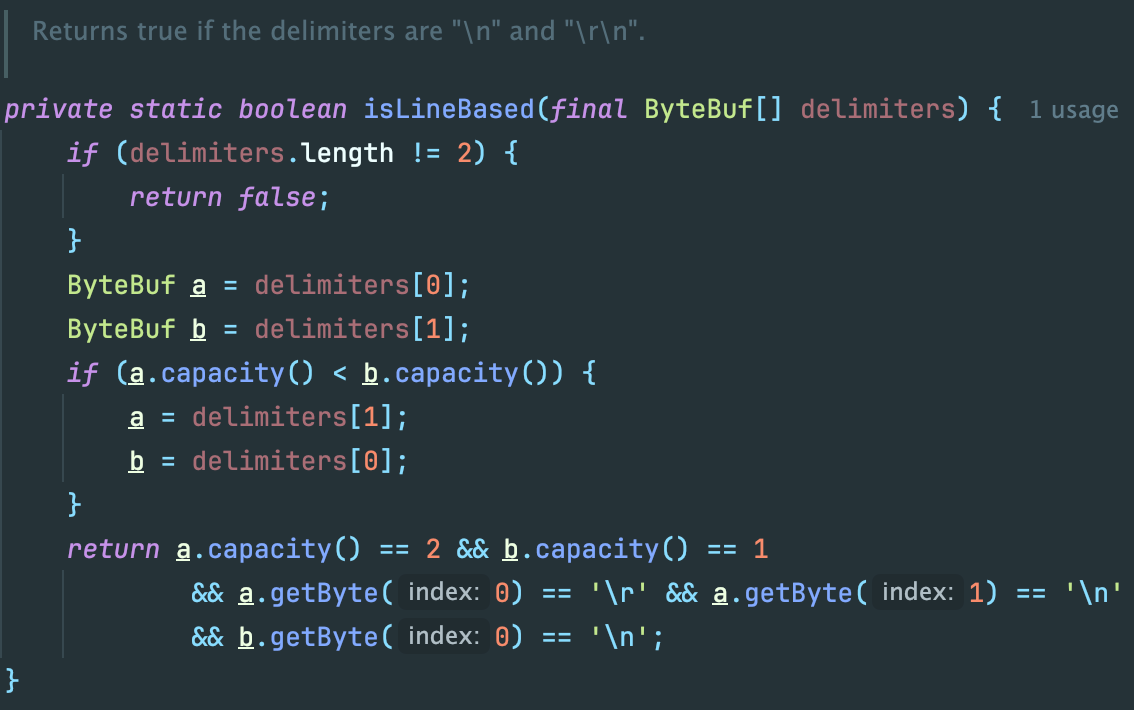 Returns true if the delimiters are "\n" and "\r\n".
private static boolean isLineBased(final ByteBuf[] delimiters) { 1 usage
    if (delimiters.length != 2) {
        return false;
    }
    ByteBuf a = delimiters[0];
    ByteBuf b = delimiters[1];
    if (a.capacity() < b.capacity()) {
        a = delimiters[1];
        b = delimiters[0];
    }
    return a.capacity() == 2 && b.capacity() == 1
            && a.getByte( index: 0) == '\r' && a.getByte( index: 1) == '\n'
            && b.getByte( index: 0) == '\n';
}